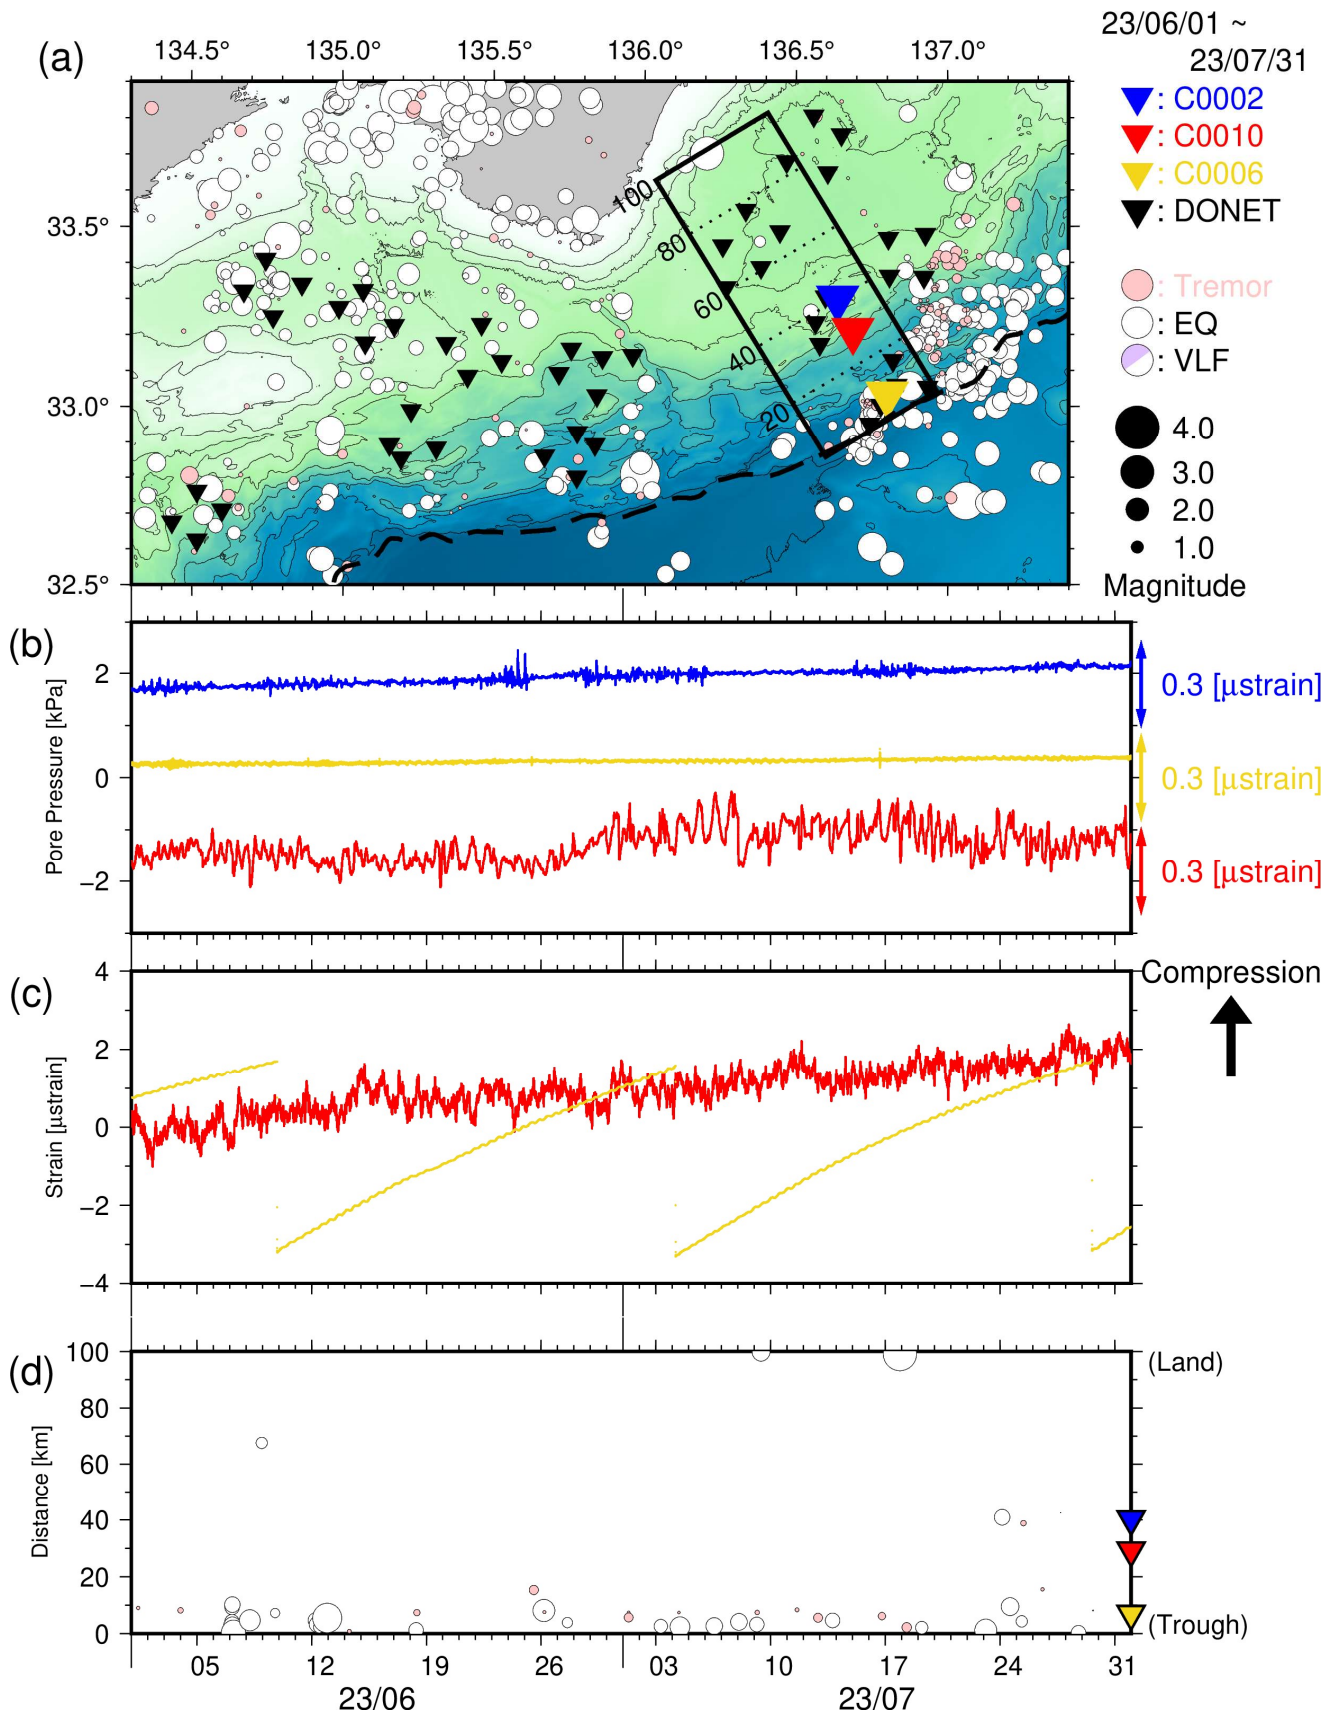 23/06/01 ~
23/07/31
(a)
134.5° 135.0° 135.5° 136.0° 136.5° 137.0°
33.5°
33.0°
32.5°
100
80
60
40
20
: C0002
: C0010
: C0006
: DONET
: Tremor
: EQ
: VLF
4.0
3.0
2.0
1.0
Magnitude
(b)
Pore Pressure [kPa]
2
0
−2
0.3 [μstrain]
0.3 [μstrain]
0.3 [μstrain]
(c)
Strain [μstrain]
4
2
0
−2
−4
Compression
(d)
Distance [km]
100
80
60
40
20
0
(Land)
(Trough)
05 12 19 26 03 10 17 24 31
23/06 23/07